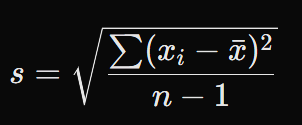 s = √(∑(xᵢ − x̄)² / (n − 1))